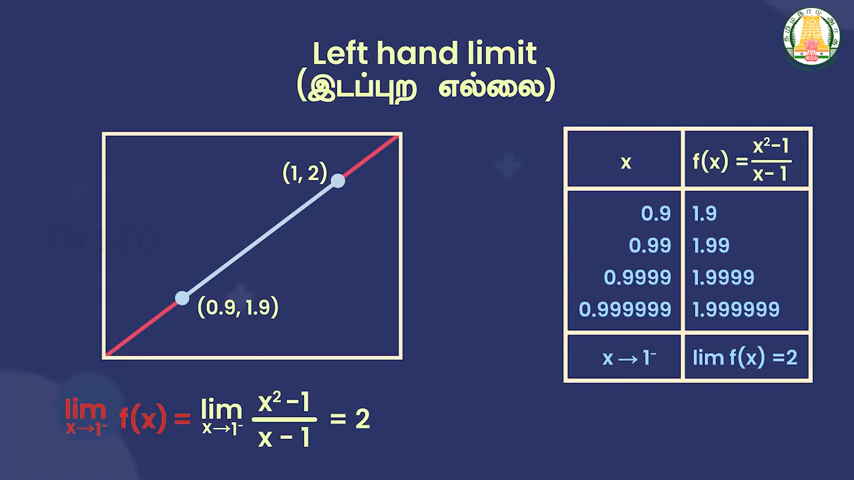 Left hand limit
(இடப்புற எல்லை)
(1, 2)
(0.9, 1.9)
x f(x) = x²-1 / x- 1
0.9 1.9
0.99 1.99
0.9999 1.9999
0.999999 1.999999
x → 1⁻ lim f(x) =2
lim x→1⁻ f(x) = lim x→1⁻ x² -1 / x - 1 = 2